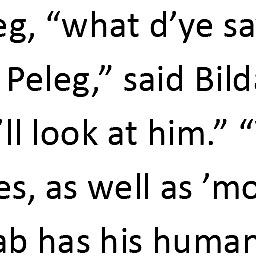 eg, “what d’ye sa
Peleg,” said Bild
’ll look at him.” “
es, as well as ’mo
ab has his human